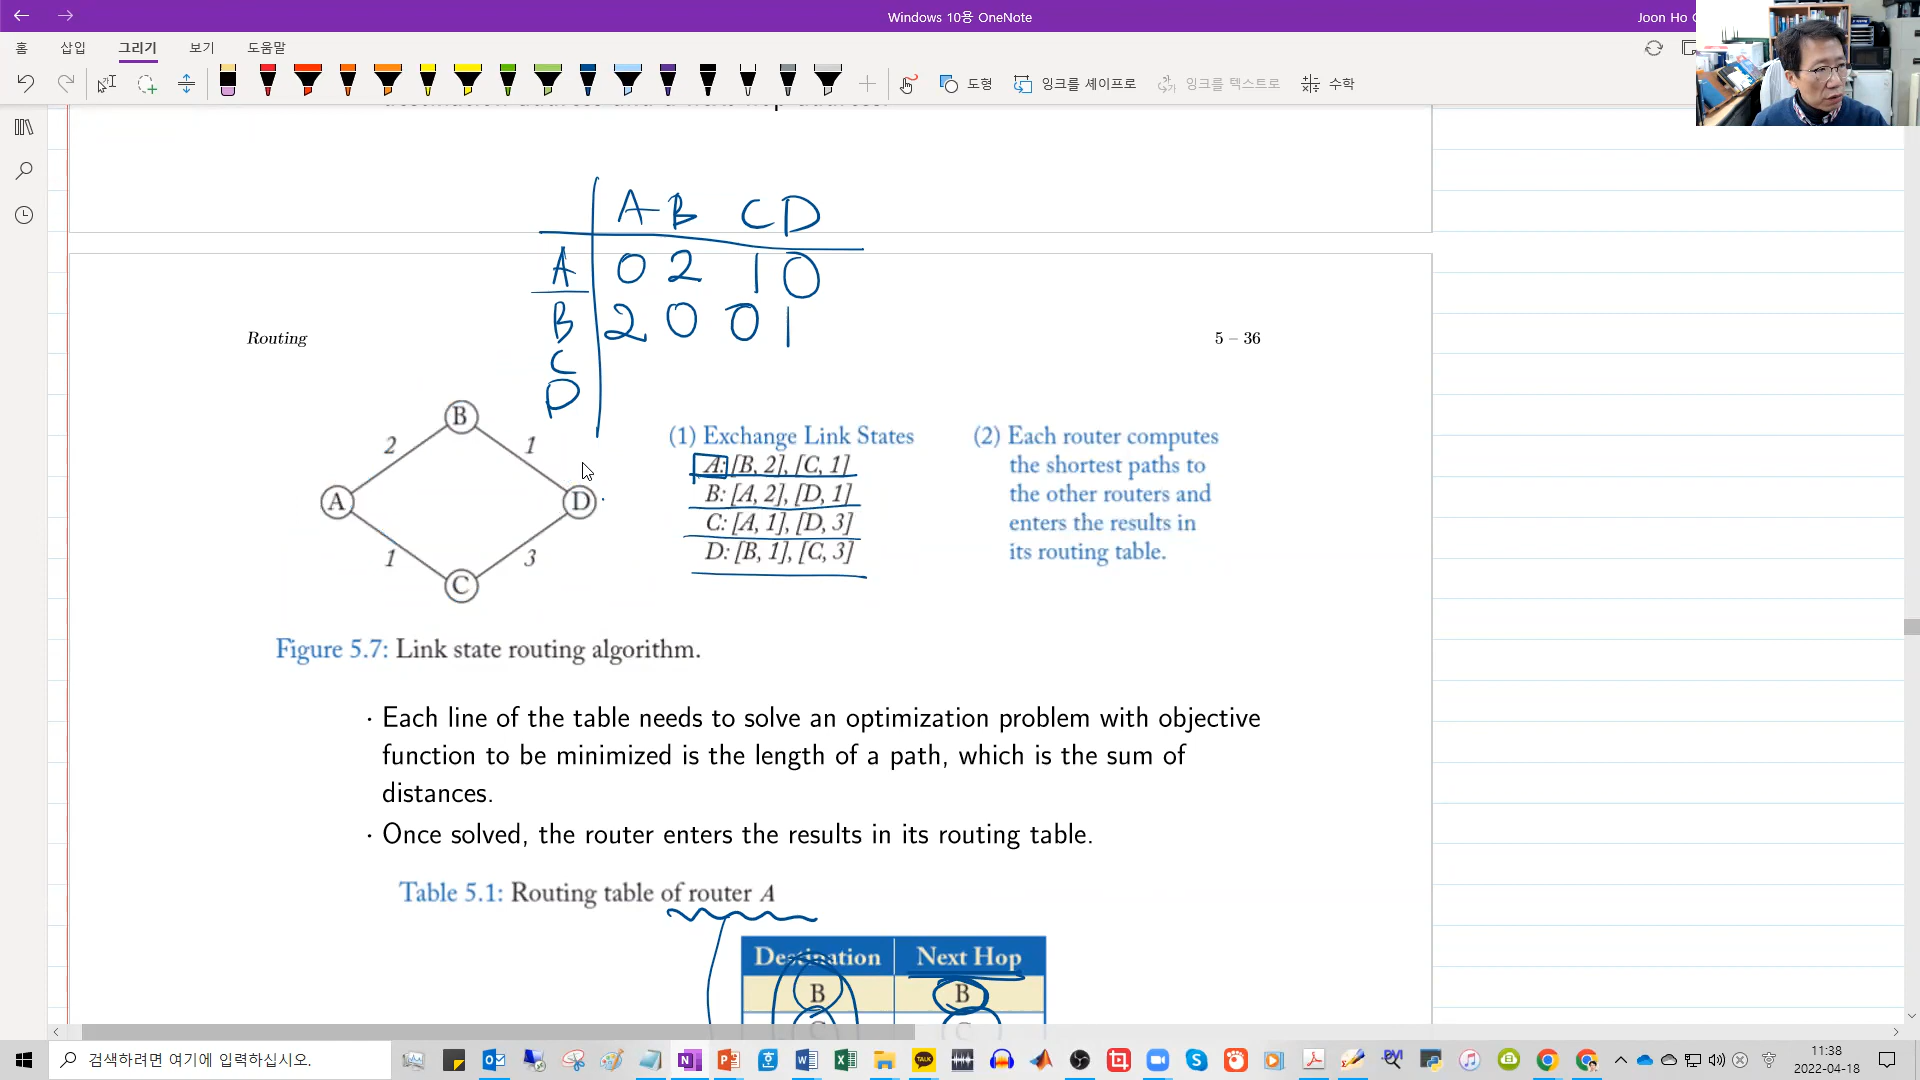 Windows 10용 OneNote
Joon Ho
홈 삽입 그리기 보기 도움말
도형 잉크를 셰이프로 잉크를 텍스트로 수학
A B C D
A 0 2 1 0
B 2 0 0 1
C
D
Routing
5 – 36
B
2 1
A D
1 3
C
(1) Exchange Link States
A: [B, 2], [C, 1]
B: [A, 2], [D, 1]
C: [A, 1], [D, 3]
D: [B, 1], [C, 3]
(2) Each router computes
the shortest paths to
the other routers and
enters the results in
its routing table.
Figure 5.7: Link state routing algorithm.
· Each line of the table needs to solve an optimization problem with objective
function to be minimized is the length of a path, which is the sum of
distances.
· Once solved, the router enters the results in its routing table.
Table 5.1: Routing table of router A
Destination Next Hop
B B
C C
검색하려면 여기에 입력하십시오.
11:38
2022-04-18